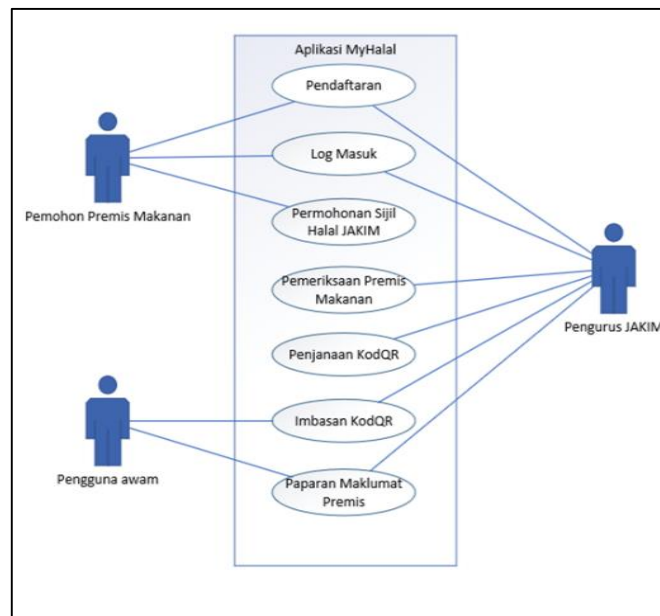 Aplikasi MyHalal
Pendaftaran
Log Masuk
Pemohon Premis Makanan
Permohonan Sijil
Halal JAKIM
Pemeriksaan Premis
Makanan
Pengurus JAKIM
Penjanaan KodQR
Imbasan KodQR
Pengguna awam
Paparan Maklumat
Premis